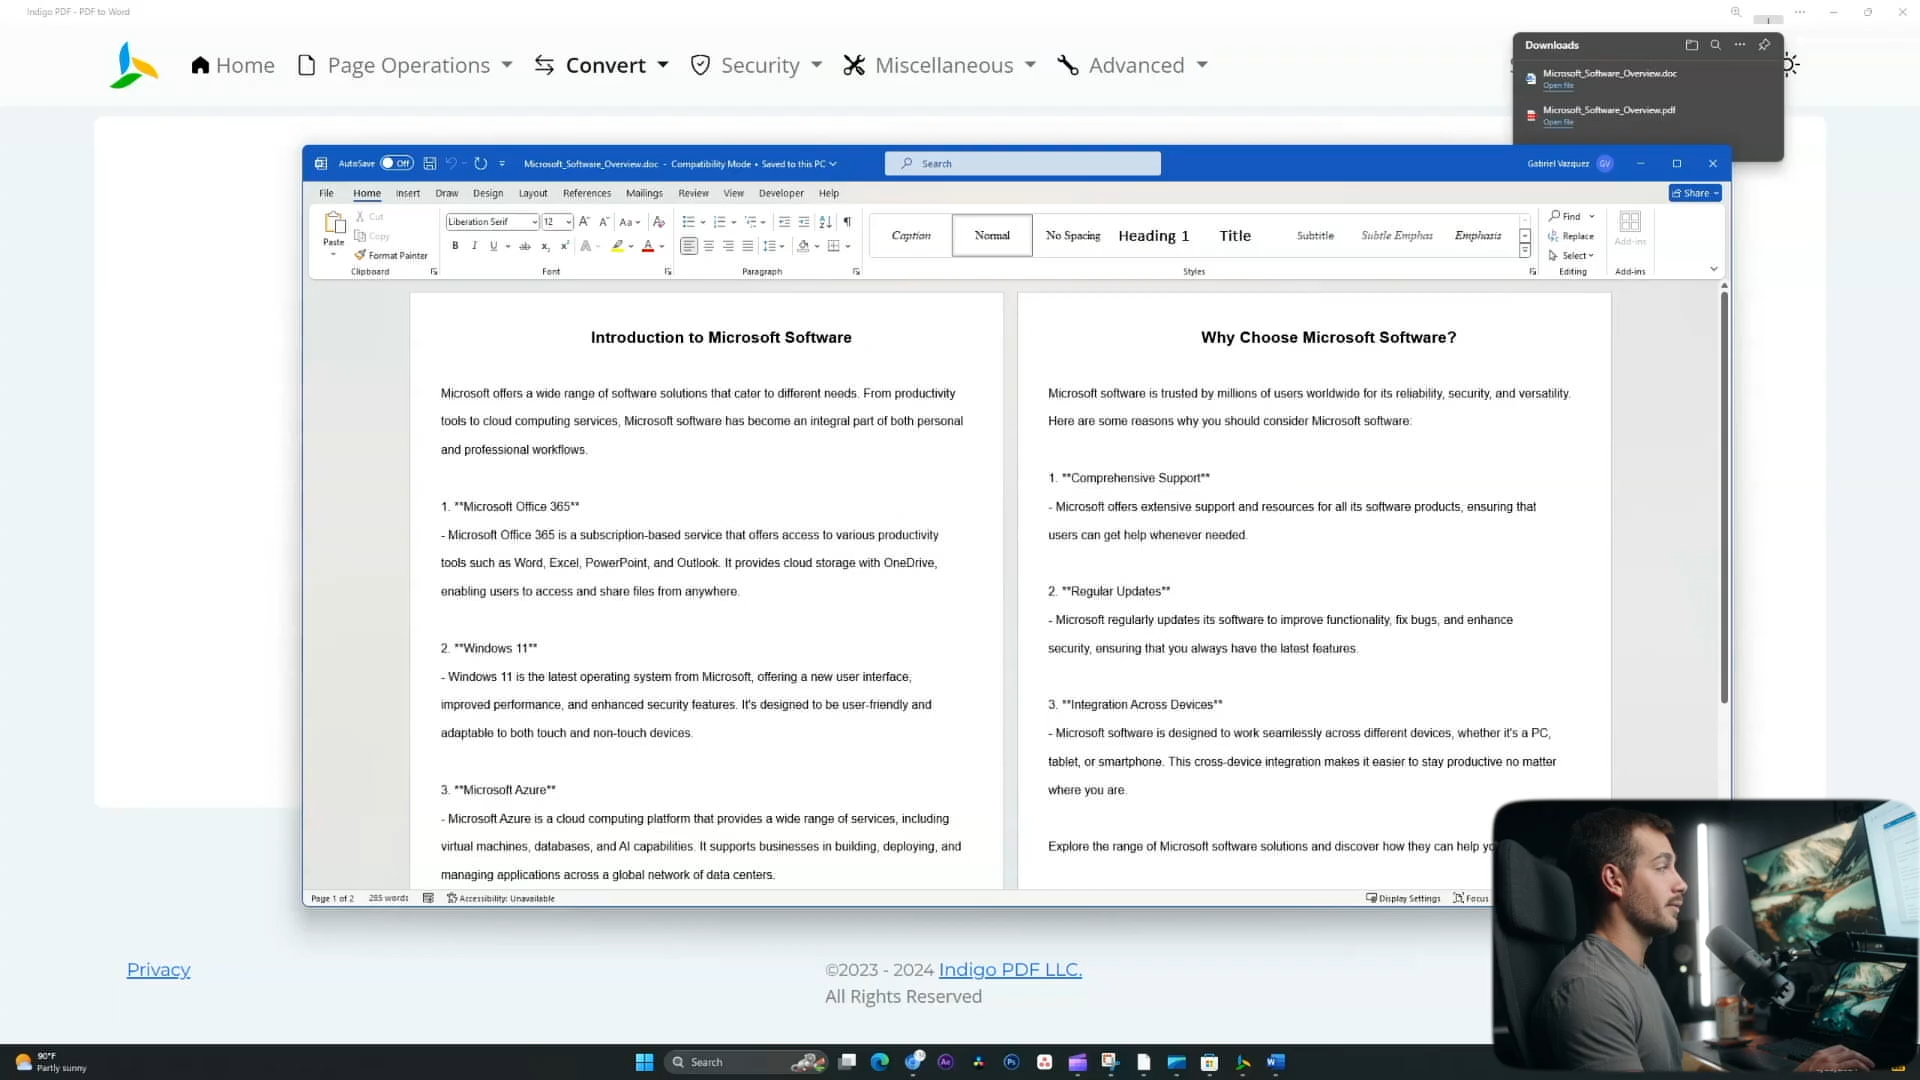 Indigo PDF - PDF to Word
Home
Page Operations
Convert
Security
Miscellaneous
Advanced
Downloads
Microsoft_Software_Overview.doc
Open file
Microsoft_Software_Overview.pdf
Open file
AutoSave
Off
Microsoft_Software_Overview.doc - Compatibility Mode • Saved to this PC
Search
Gabriel Vazquez
GV
File Home Insert Draw Design Layout References Mailings Review View Developer Help
Share
Paste
Cut
Copy
Format Painter
Clipboard
Liberation Serif
12
Font
Paragraph
Caption
Normal
No Spacing
Heading 1
Title
Subtitle
Subtle Emphas
Emphasis
Styles
Find
Replace
Select
Editing
Add-ins
Add-ins
Introduction to Microsoft Software
Microsoft offers a wide range of software solutions that cater to different needs. From productivity
tools to cloud computing services, Microsoft software has become an integral part of both personal
and professional workflows.
1. **Microsoft Office 365**
- Microsoft Office 365 is a subscription-based service that offers access to various productivity
tools such as Word, Excel, PowerPoint, and Outlook. It provides cloud storage with OneDrive,
enabling users to access and share files from anywhere.
2. **Windows 11**
- Windows 11 is the latest operating system from Microsoft, offering a new user interface,
improved performance, and enhanced security features. It's designed to be user-friendly and
adaptable to both touch and non-touch devices.
3. **Microsoft Azure**
- Microsoft Azure is a cloud computing platform that provides a wide range of services, including
virtual machines, databases, and AI capabilities. It supports businesses in building, deploying, and
managing applications across a global network of data centers.
Why Choose Microsoft Software?
Microsoft software is trusted by millions of users worldwide for its reliability, security, and versatility.
Here are some reasons why you should consider Microsoft software:
1. **Comprehensive Support**
- Microsoft offers extensive support and resources for all its software products, ensuring that
users can get help whenever needed.
2. **Regular Updates**
- Microsoft regularly updates its software to improve functionality, fix bugs, and enhance
security, ensuring that you always have the latest features.
3. **Integration Across Devices**
- Microsoft software is designed to work seamlessly across different devices, whether it's a PC,
tablet, or smartphone. This cross-device integration makes it easier to stay productive no matter
where you are.
Explore the range of Microsoft software solutions and discover how they can help
Page 1 of 2
285 words
Accessibility: Unavailable
Display Settings
Focus
Privacy
©2023 - 2024 Indigo PDF LLC.
All Rights Reserved
90°F
Partly sunny
Search